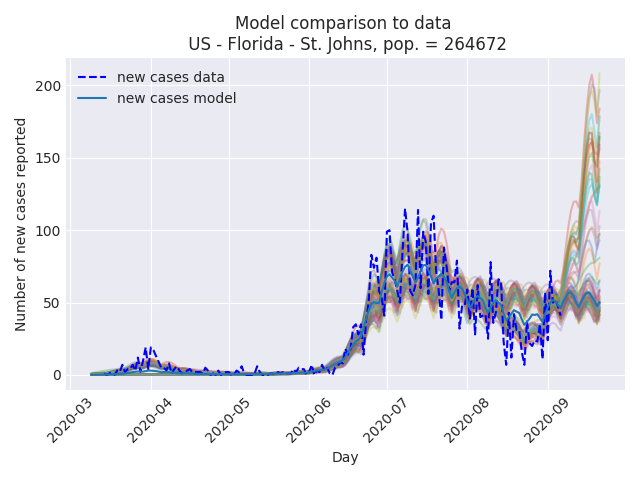 Model comparison to data
US - Florida - St. Johns, pop. = 264672
new cases data
new cases model
Number of new cases reported
200
150
100
50
0
2020-03
2020-04
2020-05
2020-06
2020-07
2020-08
2020-09
Day